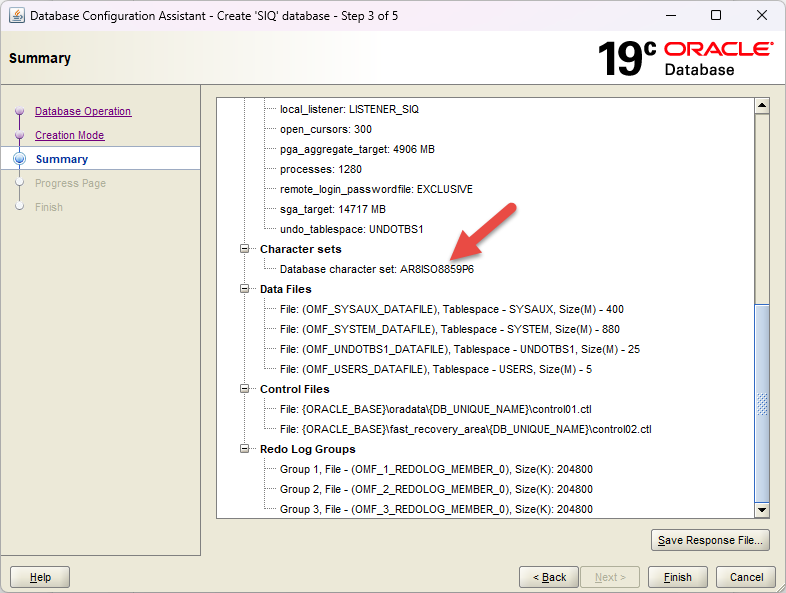 Database Configuration Assistant - Create 'SIQ' database - Step 3 of 5
Summary
19c ORACLE
Database
Database Operation
Creation Mode
Summary
Progress Page
Finish
local_listener: LISTENER_SIQ
open_cursors: 300
pga_aggregate_target: 4906 MB
processes: 1280
remote_login_passwordfile: EXCLUSIVE
sga_target: 14717 MB
undo_tablespace: UNDOTBS1
Character sets
Database character set: AR8ISO8859P6
Data Files
File: (OMF_SYSAUX_DATAFILE), Tablespace - SYSAUX, Size(M) - 400
File: (OMF_SYSTEM_DATAFILE), Tablespace - SYSTEM, Size(M) - 880
File: (OMF_UNDOTBS1_DATAFILE), Tablespace - UNDOTBS1, Size(M) - 25
File: (OMF_USERS_DATAFILE), Tablespace - USERS, Size(M) - 5
Control Files
File: {ORACLE_BASE}\oradata\{DB_UNIQUE_NAME}\control01.ctl
File: {ORACLE_BASE}\fast_recovery_area\{DB_UNIQUE_NAME}\control02.ctl
Redo Log Groups
Group 1, File - (OMF_1_REDOLOG_MEMBER_0), Size(K): 204800
Group 2, File - (OMF_2_REDOLOG_MEMBER_0), Size(K): 204800
Group 3, File - (OMF_3_REDOLOG_MEMBER_0), Size(K): 204800
Save Response File...
Help
< Back
Next >
Finish
Cancel